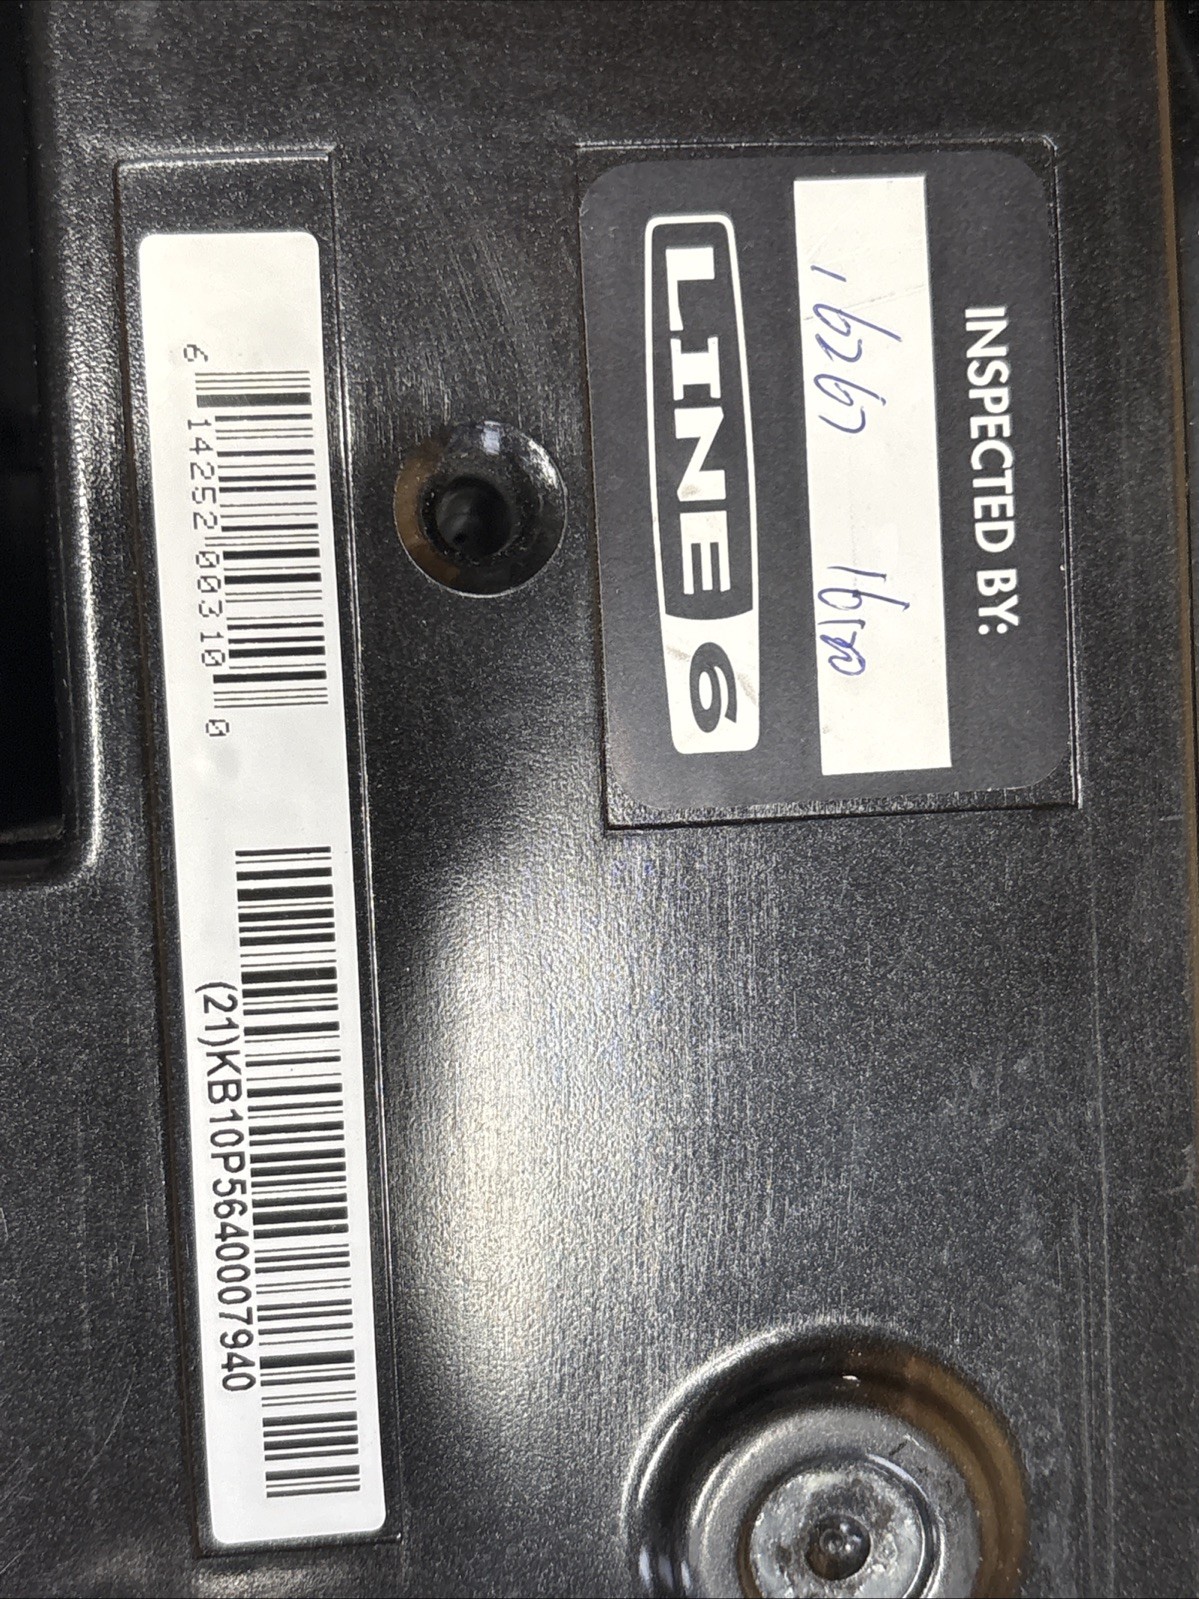 INSPECTED BY:
LINE 6
6 14252 00310 0
(21)KB10P5640007940